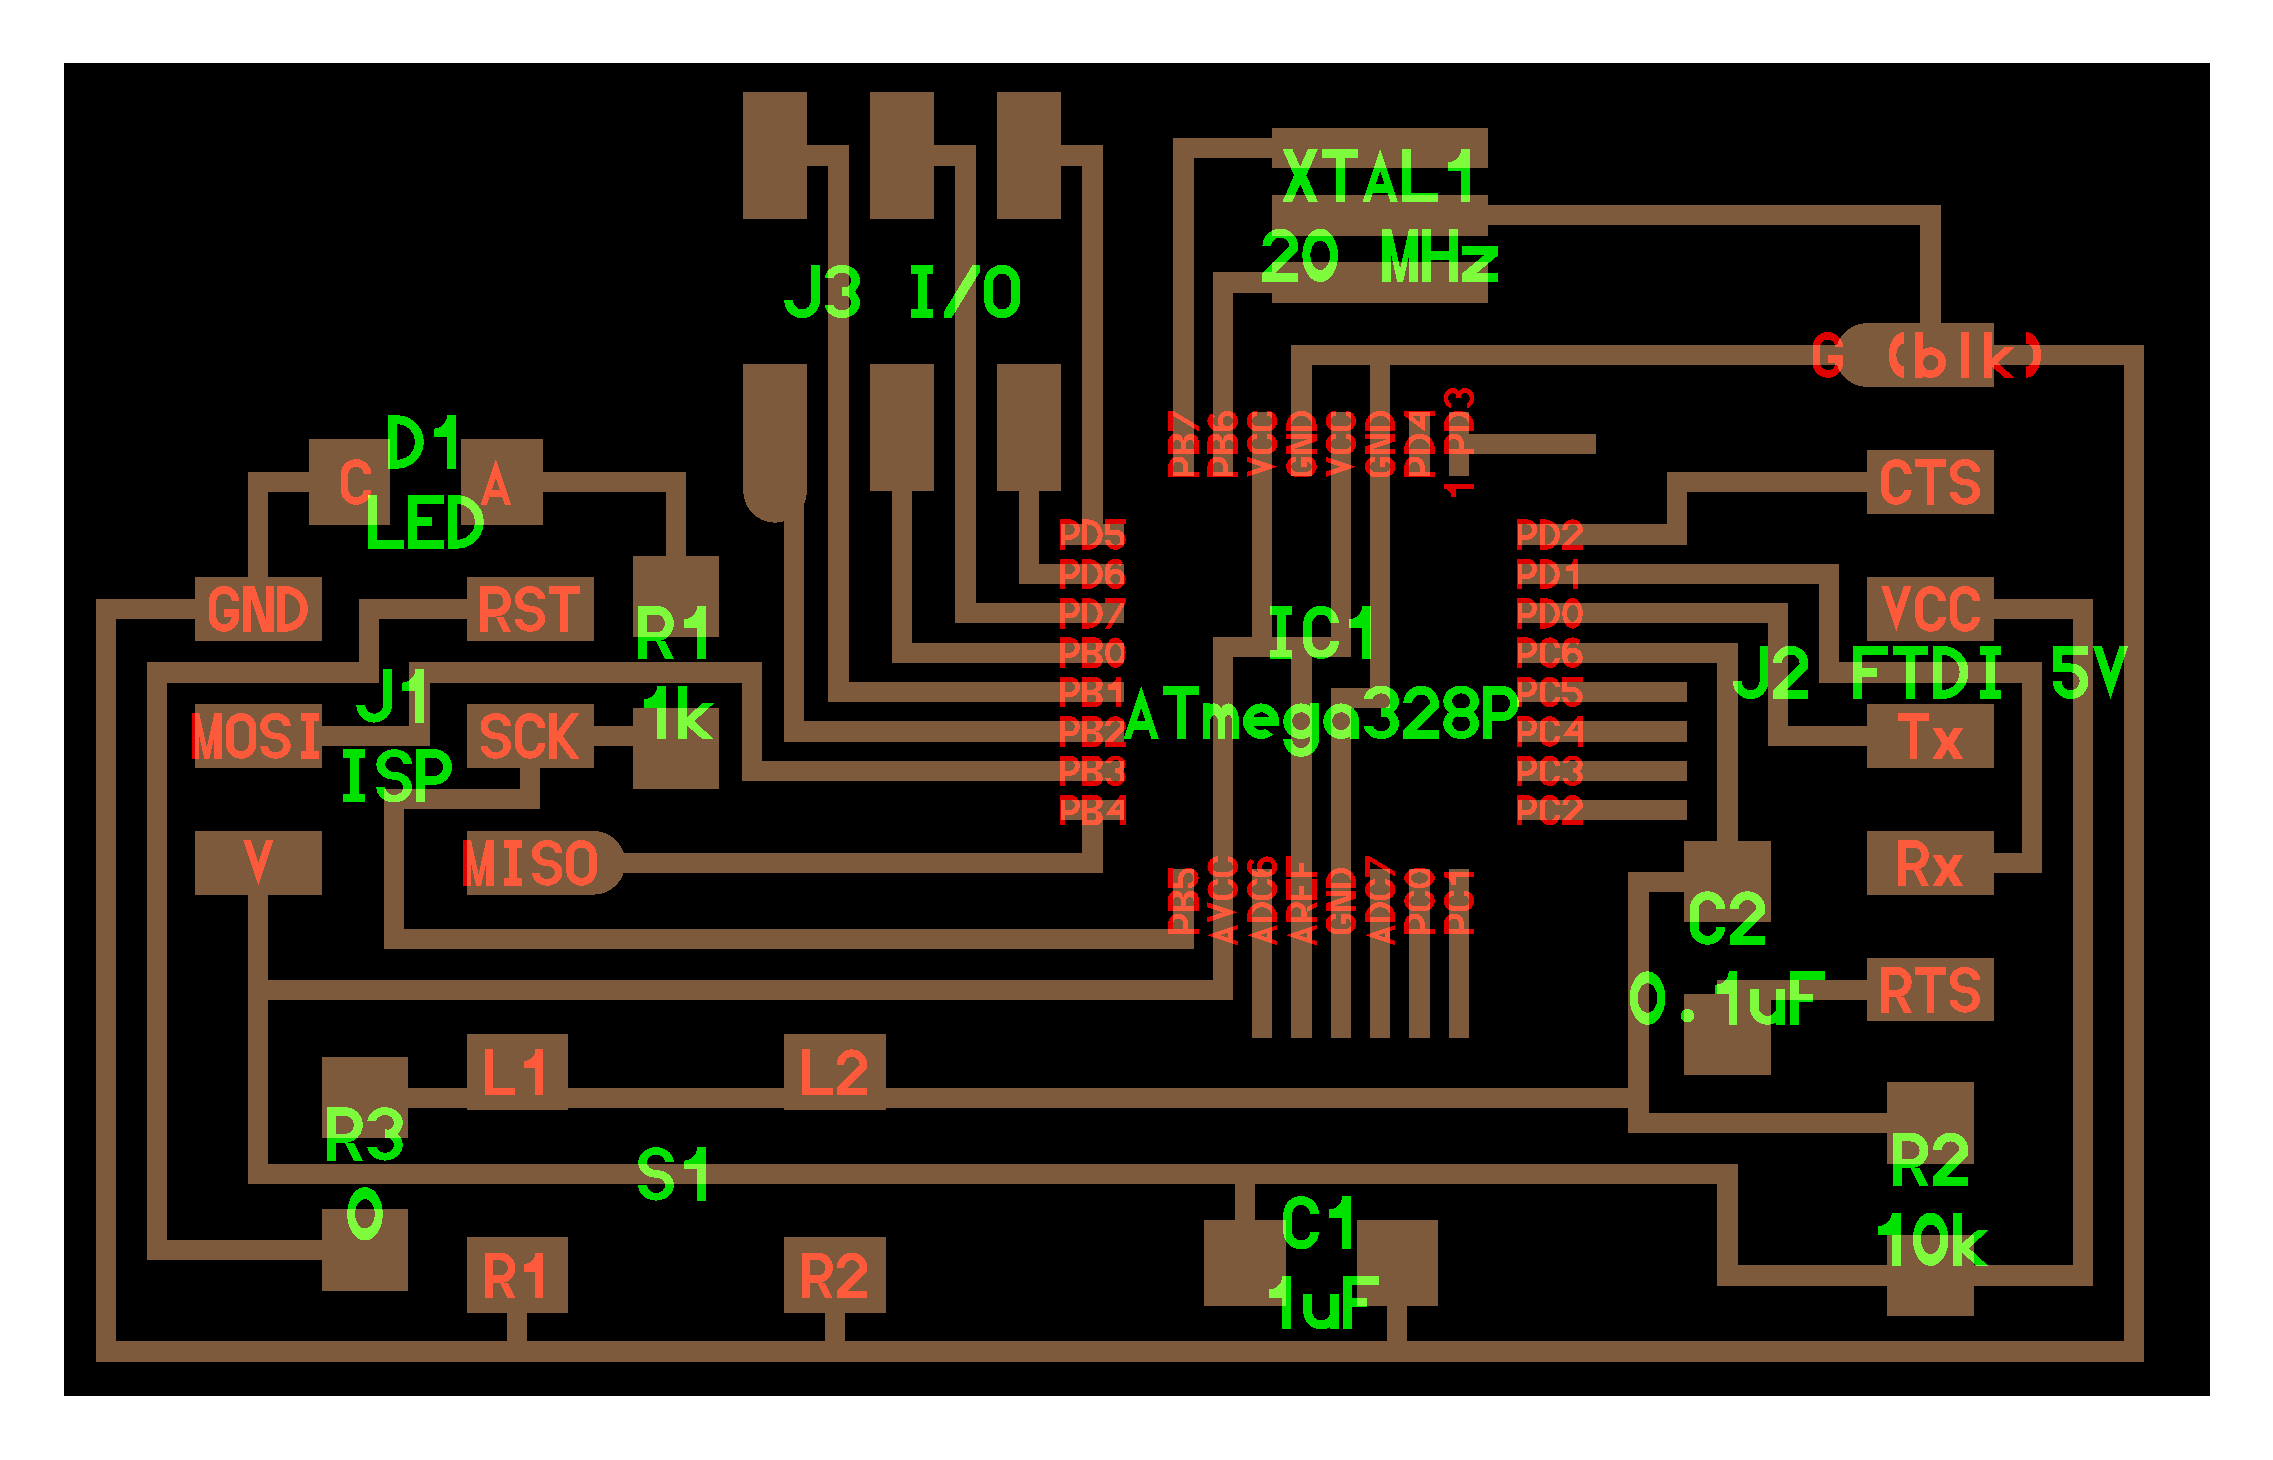 XTAL1
20 MHz
J3 I/O
G (blk)
PB7
PB6
VCC
GND
VCC
GND
PD4
1 PD3
D1
LED
C
A
CTS
PD5
PD6
PD7
PB0
PB1
PB2
PB3
PB4
PD2
PD1
PD0
PC6
PC5
PC4
PC3
PC2
IC1
ATmega328P
GND
RST
R1
1k
VCC
J2 FTDI 5V
J1
ISP
MOSI
SCK
Tx
V
MISO
Rx
PB5
AVCC
ADC6
AREF
GND
ADC7
PC0
PC1
C2
0.1uF
RTS
L1
L2
R3
0
S1
R2
10k
C1
1uF
R1
R2